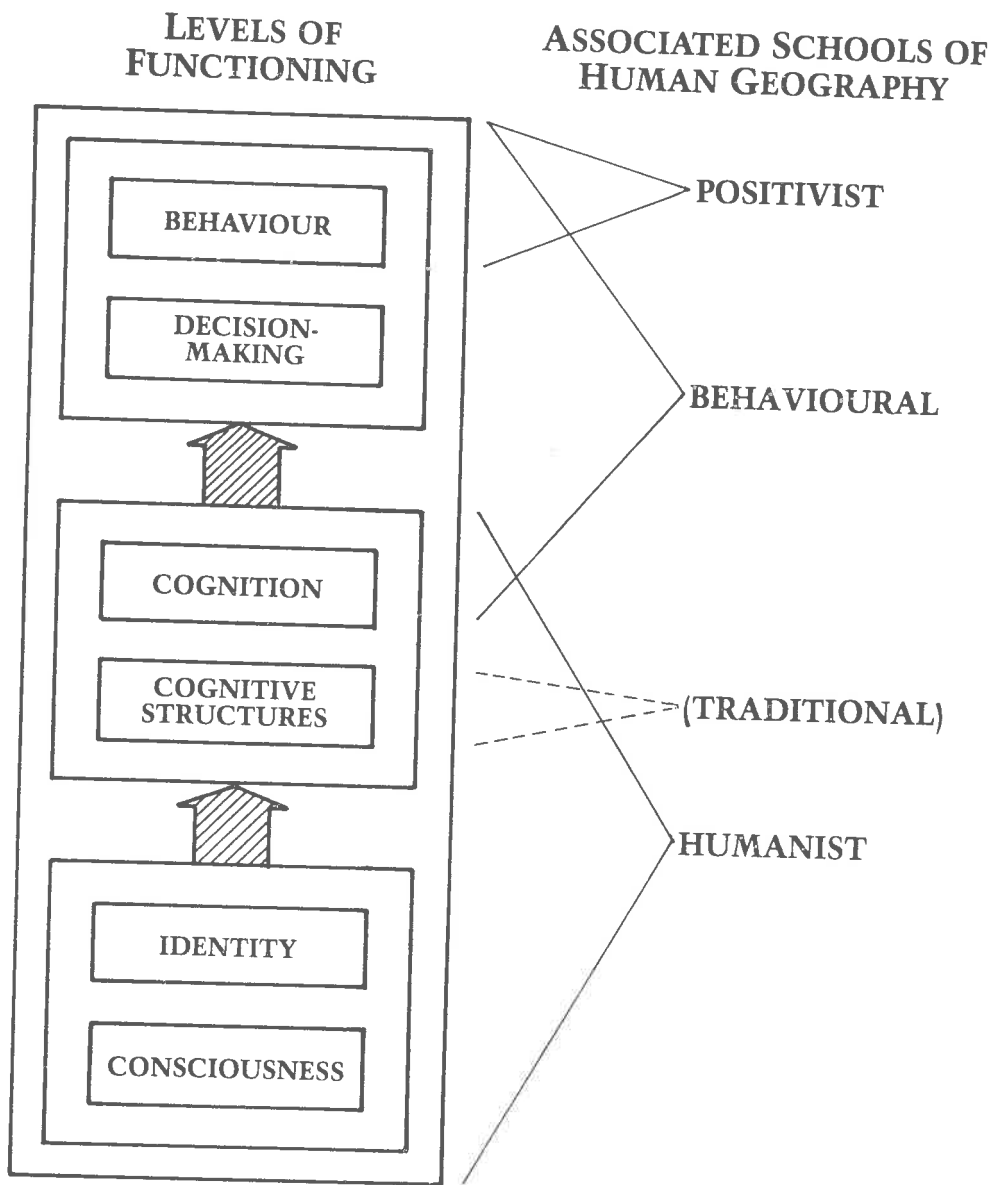 LEVELS OF
FUNCTIONING
ASSOCIATED SCHOOLS OF
HUMAN GEOGRAPHY
BEHAVIOUR
DECISION-
MAKING
COGNITION
COGNITIVE
STRUCTURES
IDENTITY
CONSCIOUSNESS
POSITIVIST
BEHAVIOURAL
(TRADITIONAL)
HUMANIST